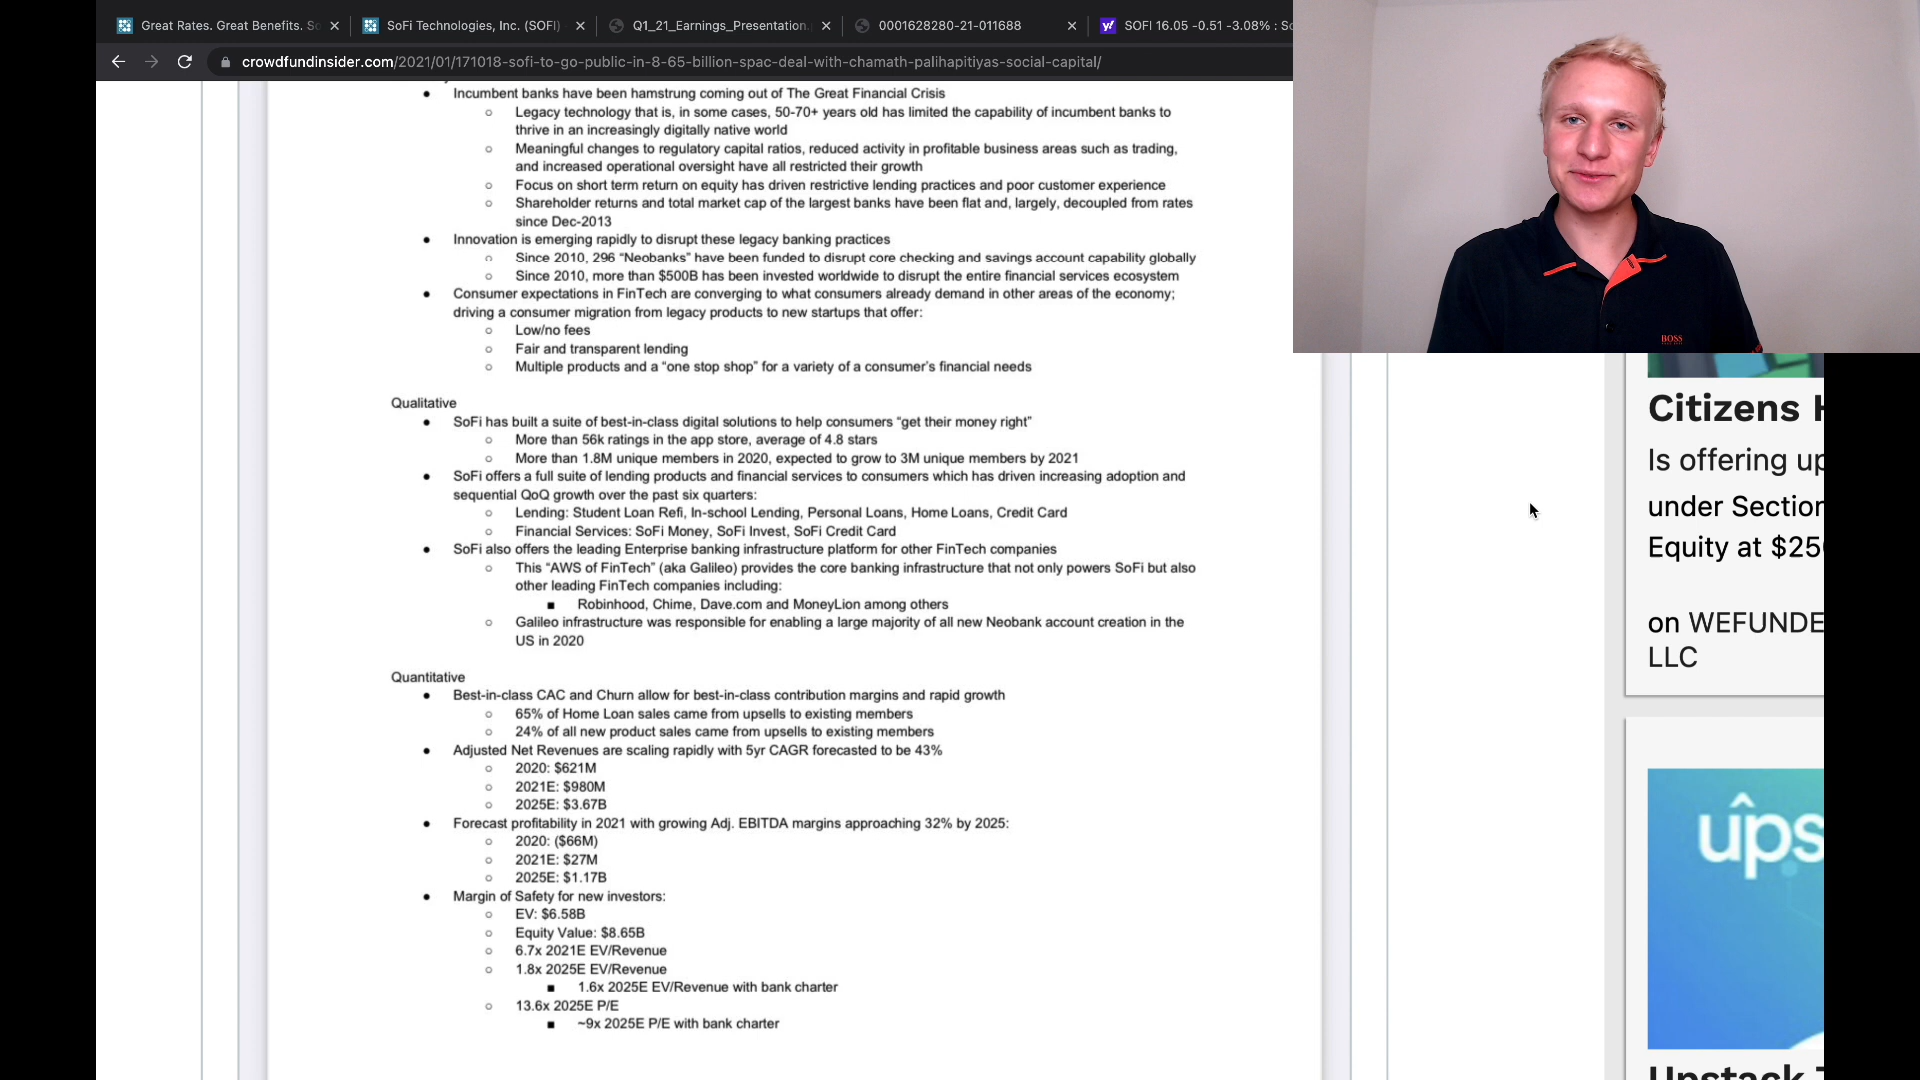 Great Rates. Great Benefits. So
SoFi Technologies, Inc. (SOFI)
Q1_21_Earnings_Presentation.
0001628280-21-011688
y!
SOFI 16.05 -0.51 -3.08% : So
crowdfundinsider.com/2021/01/171018-sofi-to-go-public-in-8-65-billion-spac-deal-with-chamath-palihapitiyas-social-capital/
● Incumbent banks have been hamstrung coming out of The Great Financial Crisis
○ Legacy technology that is, in some cases, 50-70+ years old has limited the capability of incumbent banks to
thrive in an increasingly digitally native world
○ Meaningful changes to regulatory capital ratios, reduced activity in profitable business areas such as trading,
and increased operational oversight have all restricted their growth
○ Focus on short term return on equity has driven restrictive lending practices and poor customer experience
○ Shareholder returns and total market cap of the largest banks have been flat and, largely, decoupled from rates
since Dec-2013
● Innovation is emerging rapidly to disrupt these legacy banking practices
○ Since 2010, 296 “Neobanks” have been funded to disrupt core checking and savings account capability globally
○ Since 2010, more than $500B has been invested worldwide to disrupt the entire financial services ecosystem
● Consumer expectations in FinTech are converging to what consumers already demand in other areas of the economy;
driving a consumer migration from legacy products to new startups that offer:
○ Low/no fees
○ Fair and transparent lending
○ Multiple products and a “one stop shop” for a variety of a consumer’s financial needs
Qualitative
● SoFi has built a suite of best-in-class digital solutions to help consumers “get their money right”
○ More than 56k ratings in the app store, average of 4.8 stars
○ More than 1.8M unique members in 2020, expected to grow to 3M unique members by 2021
● SoFi offers a full suite of lending products and financial services to consumers which has driven increasing adoption and
sequential QoQ growth over the past six quarters:
○ Lending: Student Loan Refi, In-school Lending, Personal Loans, Home Loans, Credit Card
○ Financial Services: SoFi Money, SoFi Invest, SoFi Credit Card
● SoFi also offers the leading Enterprise banking infrastructure platform for other FinTech companies
○ This “AWS of FinTech” (aka Galileo) provides the core banking infrastructure that not only powers SoFi but also
other leading FinTech companies including:
■ Robinhood, Chime, Dave.com and MoneyLion among others
○ Galileo infrastructure was responsible for enabling a large majority of all new Neobank account creation in the
US in 2020
Quantitative
● Best-in-class CAC and Churn allow for best-in-class contribution margins and rapid growth
○ 65% of Home Loan sales came from upsells to existing members
○ 24% of all new product sales came from upsells to existing members
● Adjusted Net Revenues are scaling rapidly with 5yr CAGR forecasted to be 43%
○ 2020: $621M
○ 2021E: $980M
○ 2025E: $3.67B
● Forecast profitability in 2021 with growing Adj. EBITDA margins approaching 32% by 2025:
○ 2020: ($66M)
○ 2021E: $27M
○ 2025E: $1.17B
● Margin of Safety for new investors:
○ EV: $6.58B
○ Equity Value: $8.65B
○ 6.7x 2021E EV/Revenue
○ 1.8x 2025E EV/Revenue
■ 1.6x 2025E EV/Revenue with bank charter
○ 13.6x 2025E P/E
■ ~9x 2025E P/E with bank charter
BOSS
Citizens
Is offering up
under Section
Equity at $25
on WEFUNDE
LLC
ups
Upstack